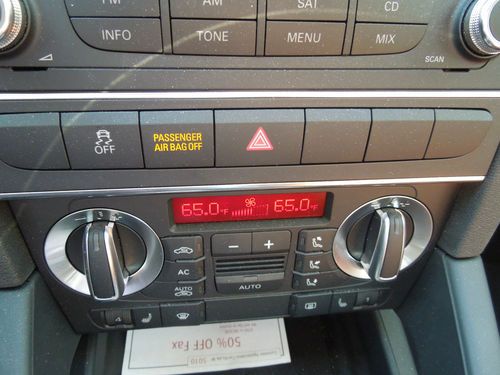 FM AM SAT CD
INFO TONE MENU MIX
SCAN
OFF
PASSENGER
AIR BAG OFF
65.0°F 65.0°F
AC
AUTO
AUTO
50% OFF Fax